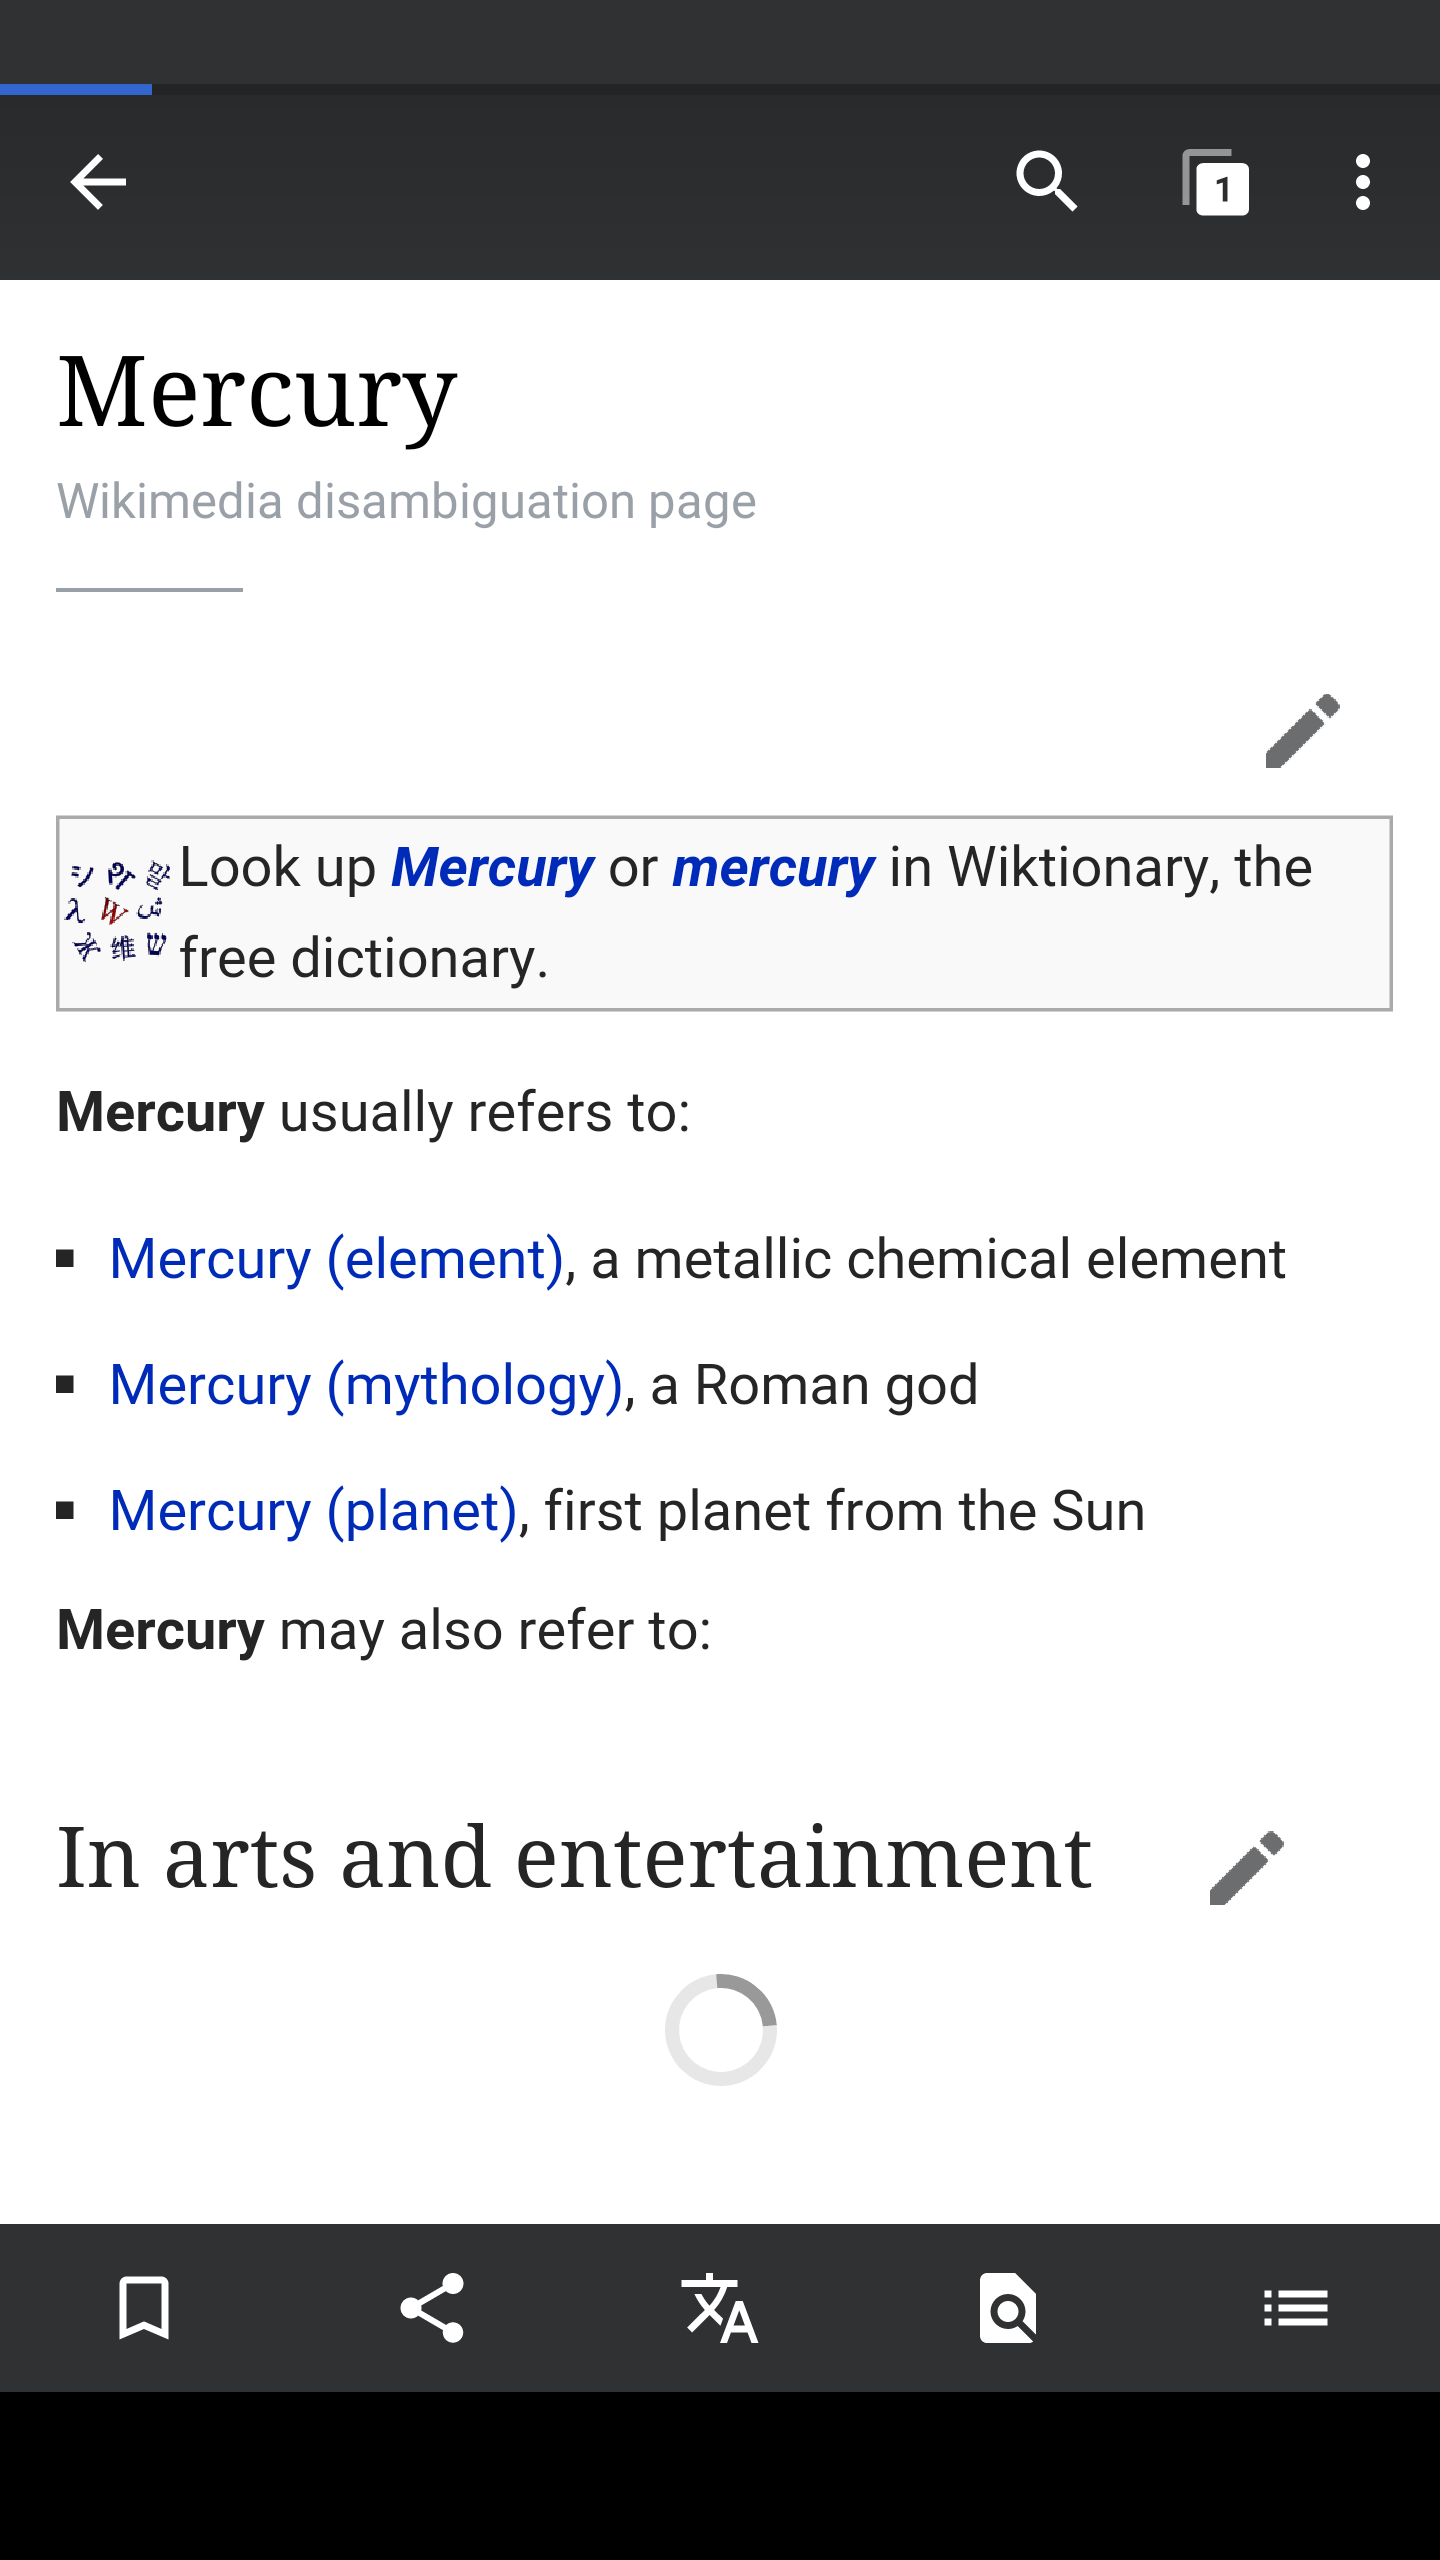 1
Mercury
Wikimedia disambiguation page
Look up Mercury or mercury in Wiktionary, the
free dictionary.
Mercury usually refers to:
Mercury (element), a metallic chemical element
Mercury (mythology), a Roman god
Mercury (planet), first planet from the Sun
Mercury may also refer to:
In arts and entertainment